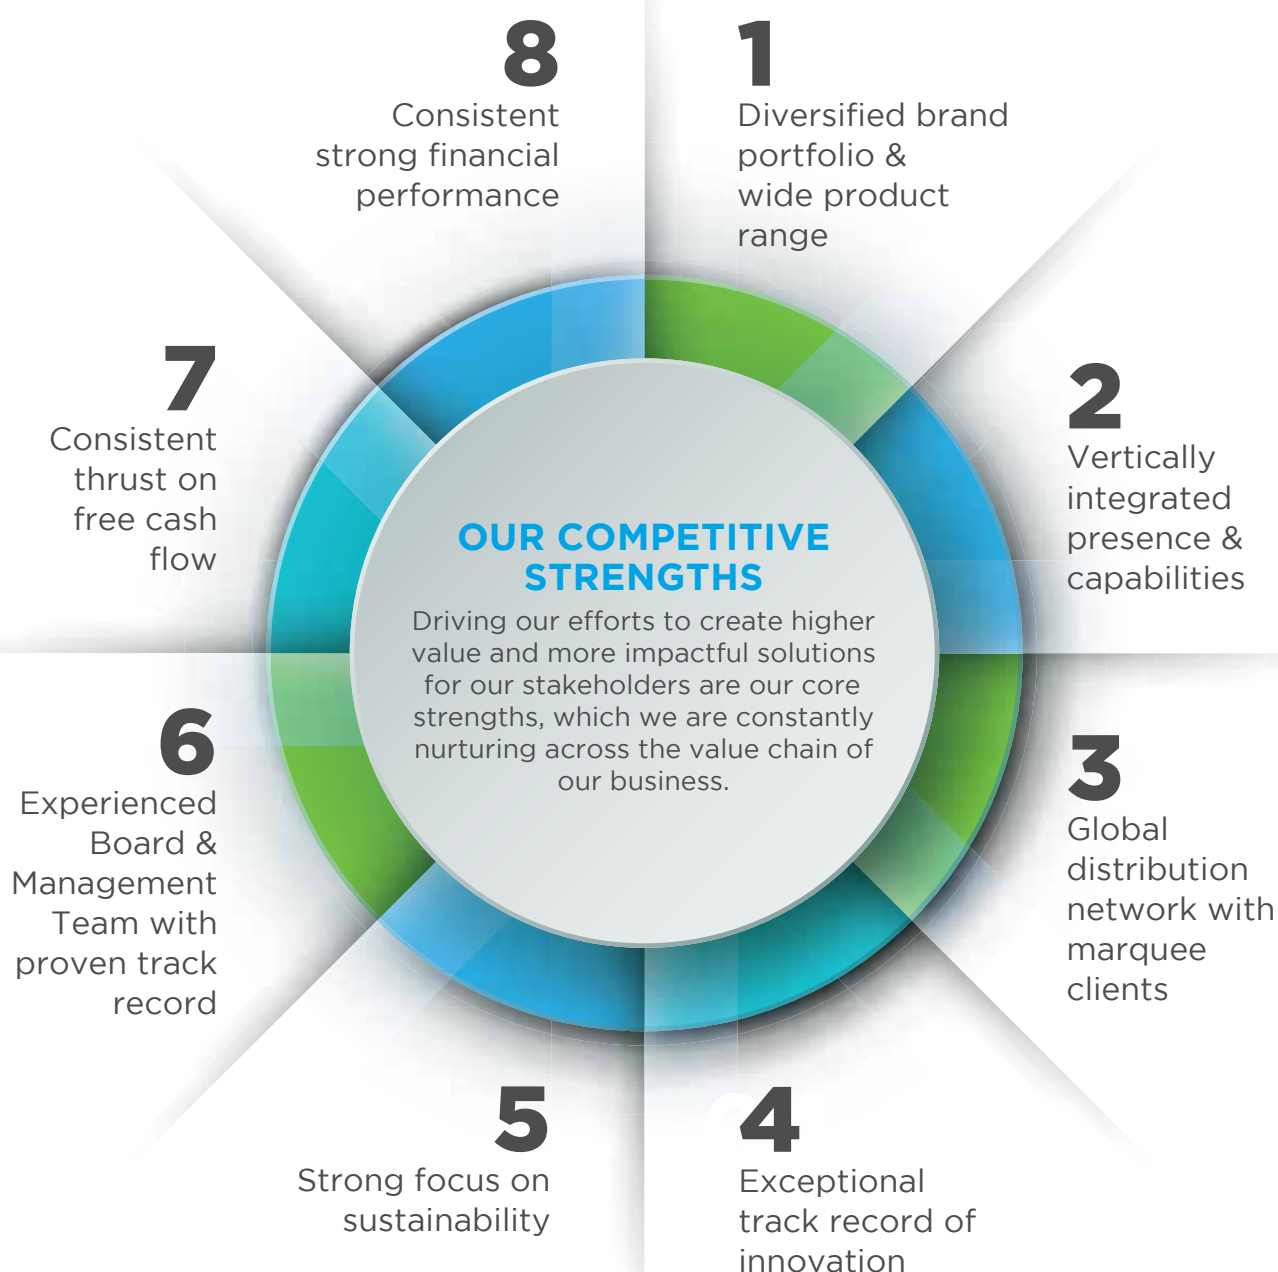 8
Consistent
strong financial
performance
1
Diversified brand
portfolio &
wide product
range
7
Consistent
thrust on
free cash
flow
2
Vertically
integrated
presence &
capabilities
OUR COMPETITIVE
STRENGTHS
Driving our efforts to create higher
value and more impactful solutions
for our stakeholders are our core
strengths, which we are constantly
nurturing across the value chain of
our business.
6
Experienced
Board &
Management
Team with
proven track
record
3
Global
distribution
network with
marquee
clients
5
Strong focus on
sustainability
4
Exceptional
track record of
innovation